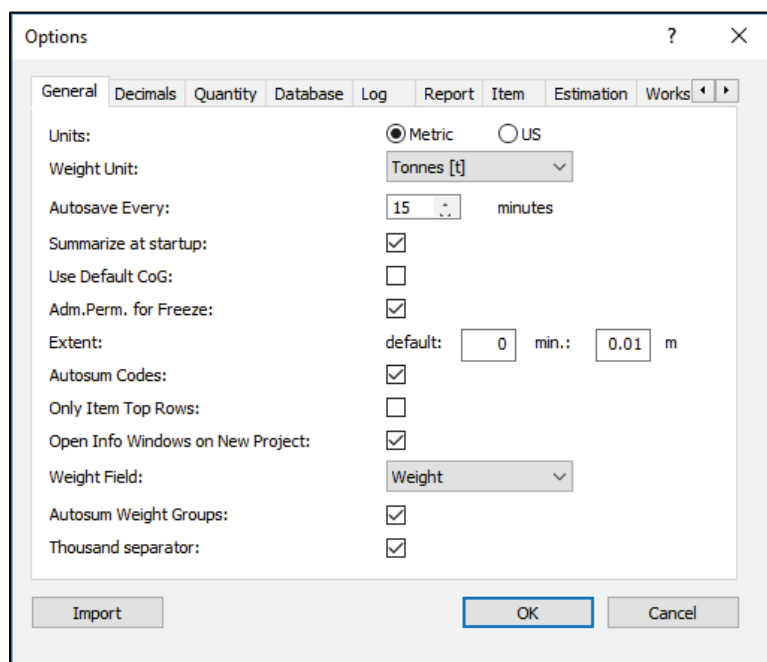 Options ?
General Decimals Quantity Database Log Report Item Estimation Works
Units: Metric US
Weight Unit: Tonnes [t]
Autosave Every: 15 minutes
Summarize at startup:
Use Default CoG:
Adm.Perm. for Freeze:
Extent: default: 0 min.: 0.01 m
Autosum Codes:
Only Item Top Rows:
Open Info Windows on New Project:
Weight Field: Weight
Autosum Weight Groups:
Thousand separator:
Import OK Cancel